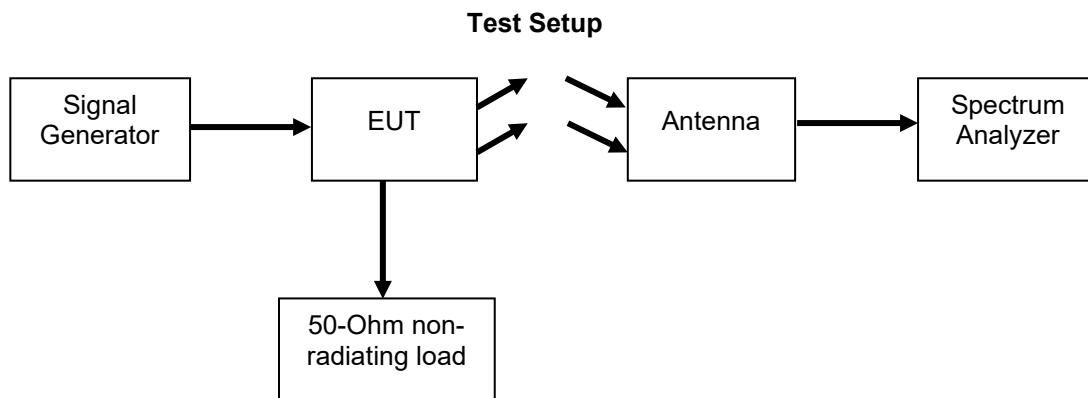 Test Setup
Signal
Generator
EUT
Antenna
Spectrum
Analyzer
50-Ohm non-
radiating load